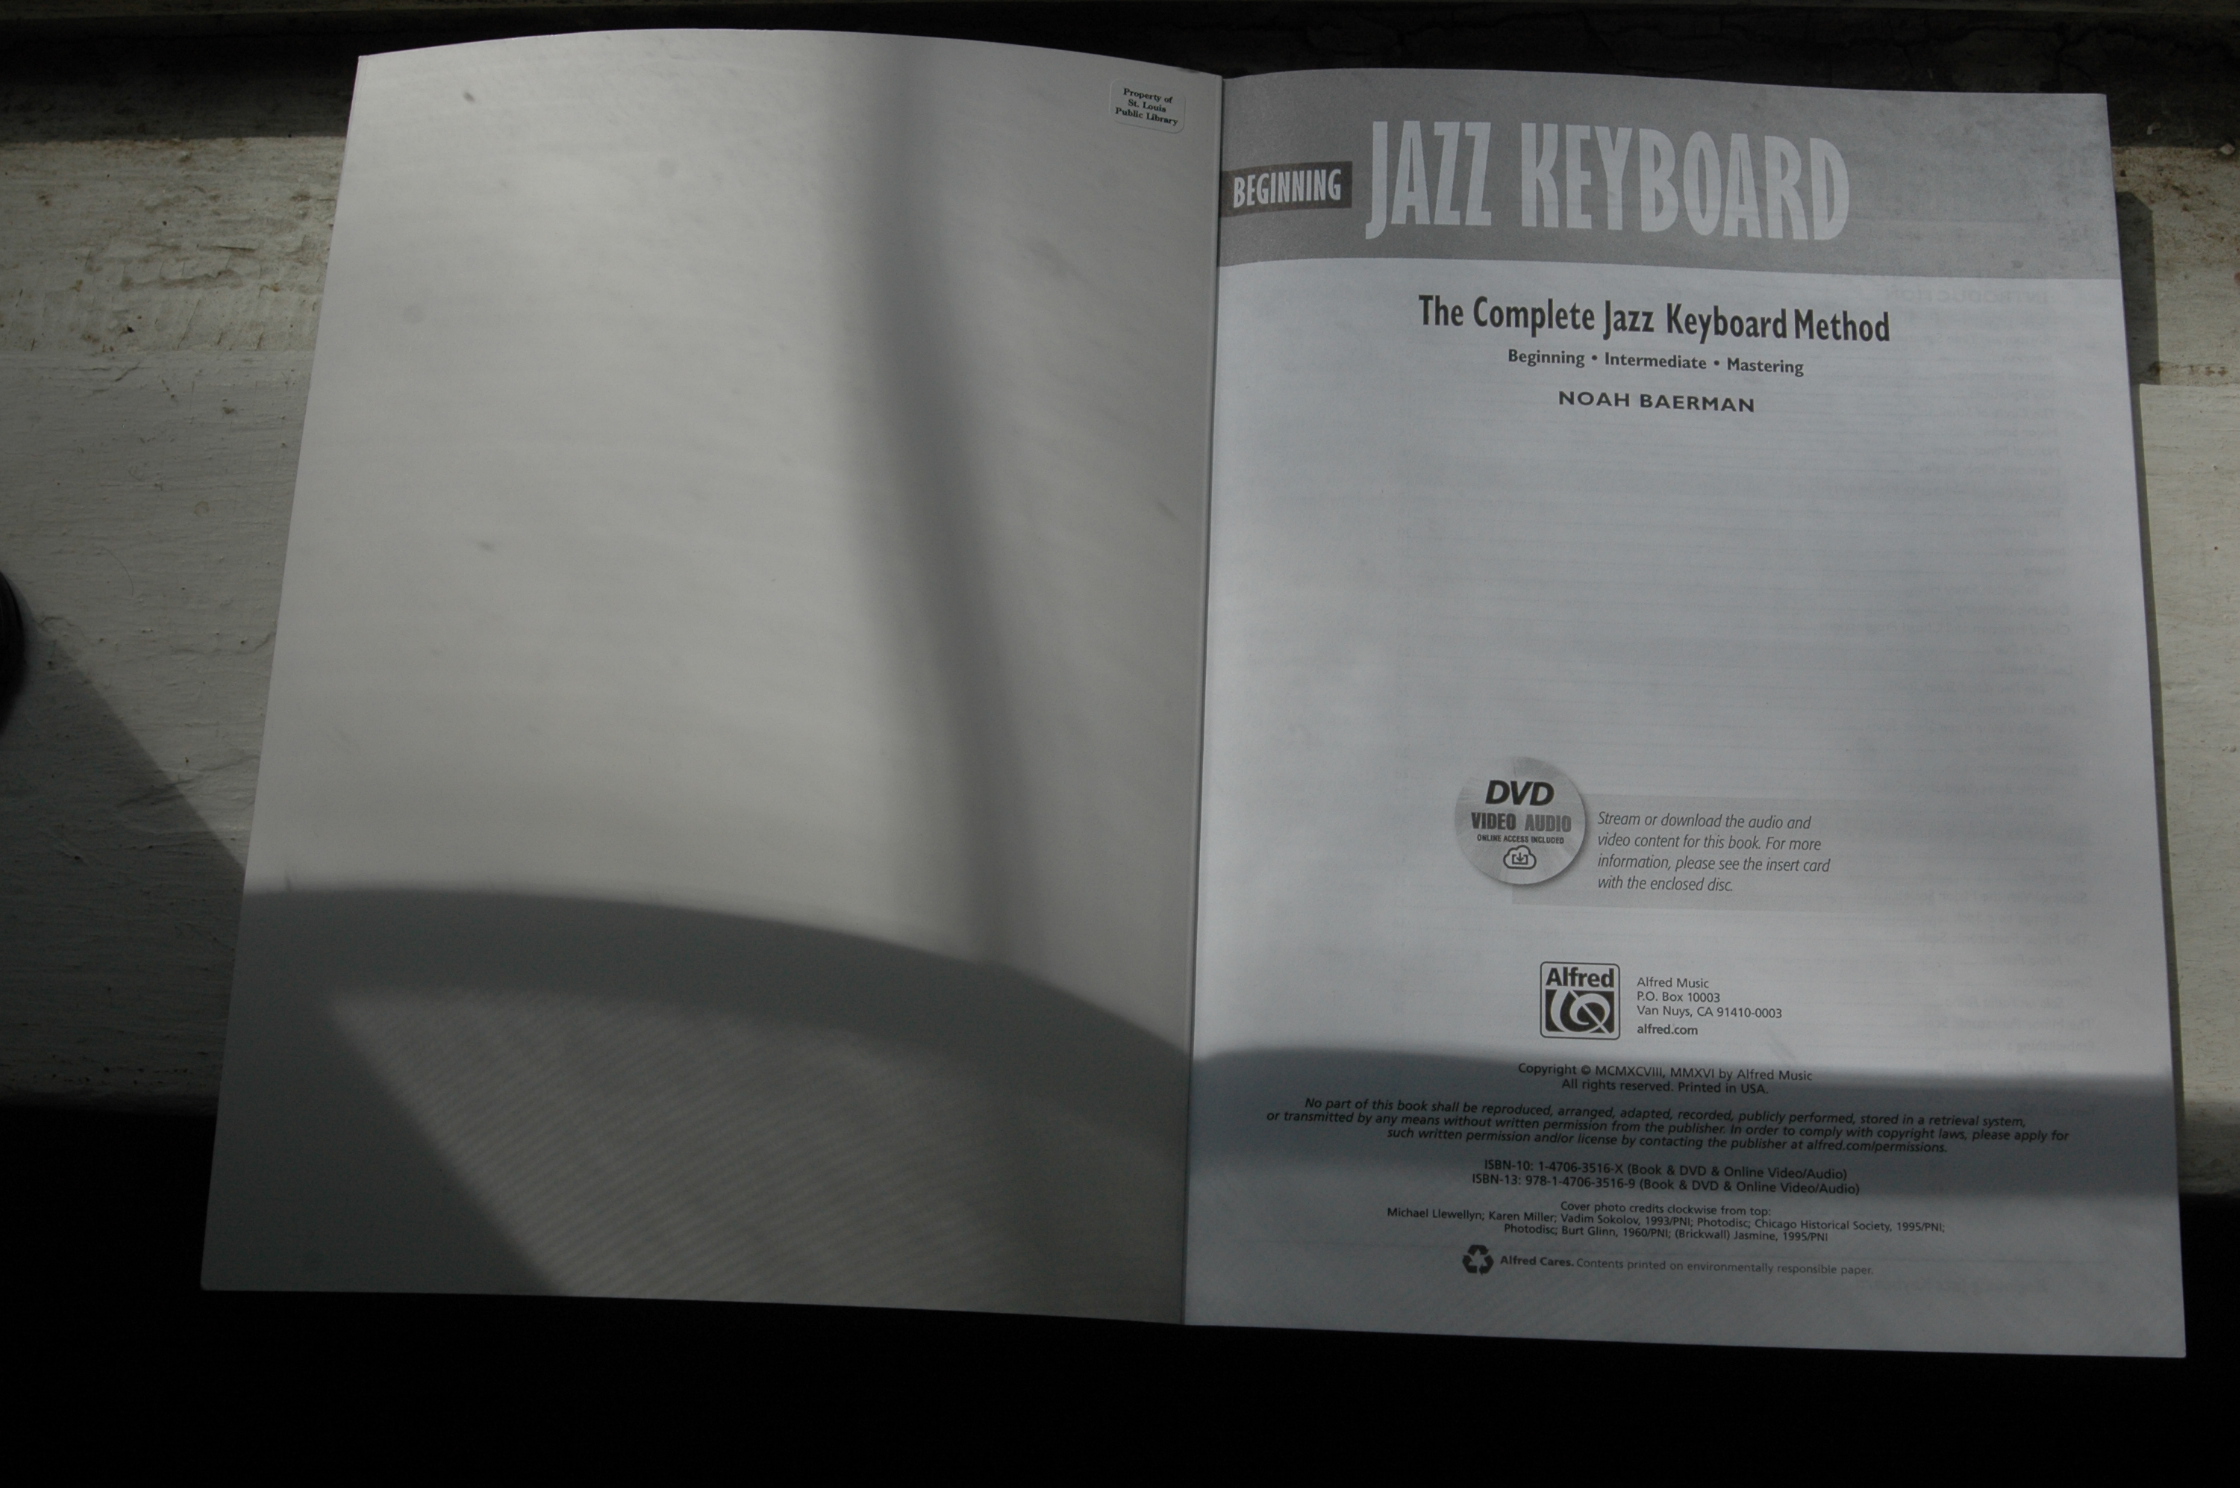 Property of
St. Louis
Public Library
BEGINNING JAZZ KEYBOARD
The Complete Jazz Keyboard Method
Beginning • Intermediate • Mastering
NOAH BAERMAN
DVD
VIDEO AUDIO
ONLINE ACCESS INCLUDED
Stream or download the audio and
video content for this book. For more
information, please see the insert card
with the enclosed disc.
Alfred
Alfred Music
P.O. Box 10003
Van Nuys, CA 91410-0003
alfred.com
Copyright © MCMXCVIII, MMXVI by Alfred Music
All rights reserved. Printed in USA.
No part of this book shall be reproduced, arranged, adapted, recorded, publicly performed, stored in a retrieval system,
or transmitted by any means without written permission from the publisher. In order to comply with copyright laws, please apply for
such written permission and/or license by contacting the publisher at alfred.com/permissions.
ISBN-10: 1-4706-3516-X (Book & DVD & Online Video/Audio)
ISBN-13: 978-1-4706-3516-9 (Book & DVD & Online Video/Audio)
Cover photo credits clockwise from top:
Michael Llewellyn; Karen Miller; Vadim Sokolov, 1993/PNI; Photodisc; Chicago Historical Society, 1995/PNI;
Photodisc; Burt Glinn, 1960/PNI; (Brickwall) Jasmine, 1995/PNI
Alfred Cares. Contents printed on environmentally responsible paper.